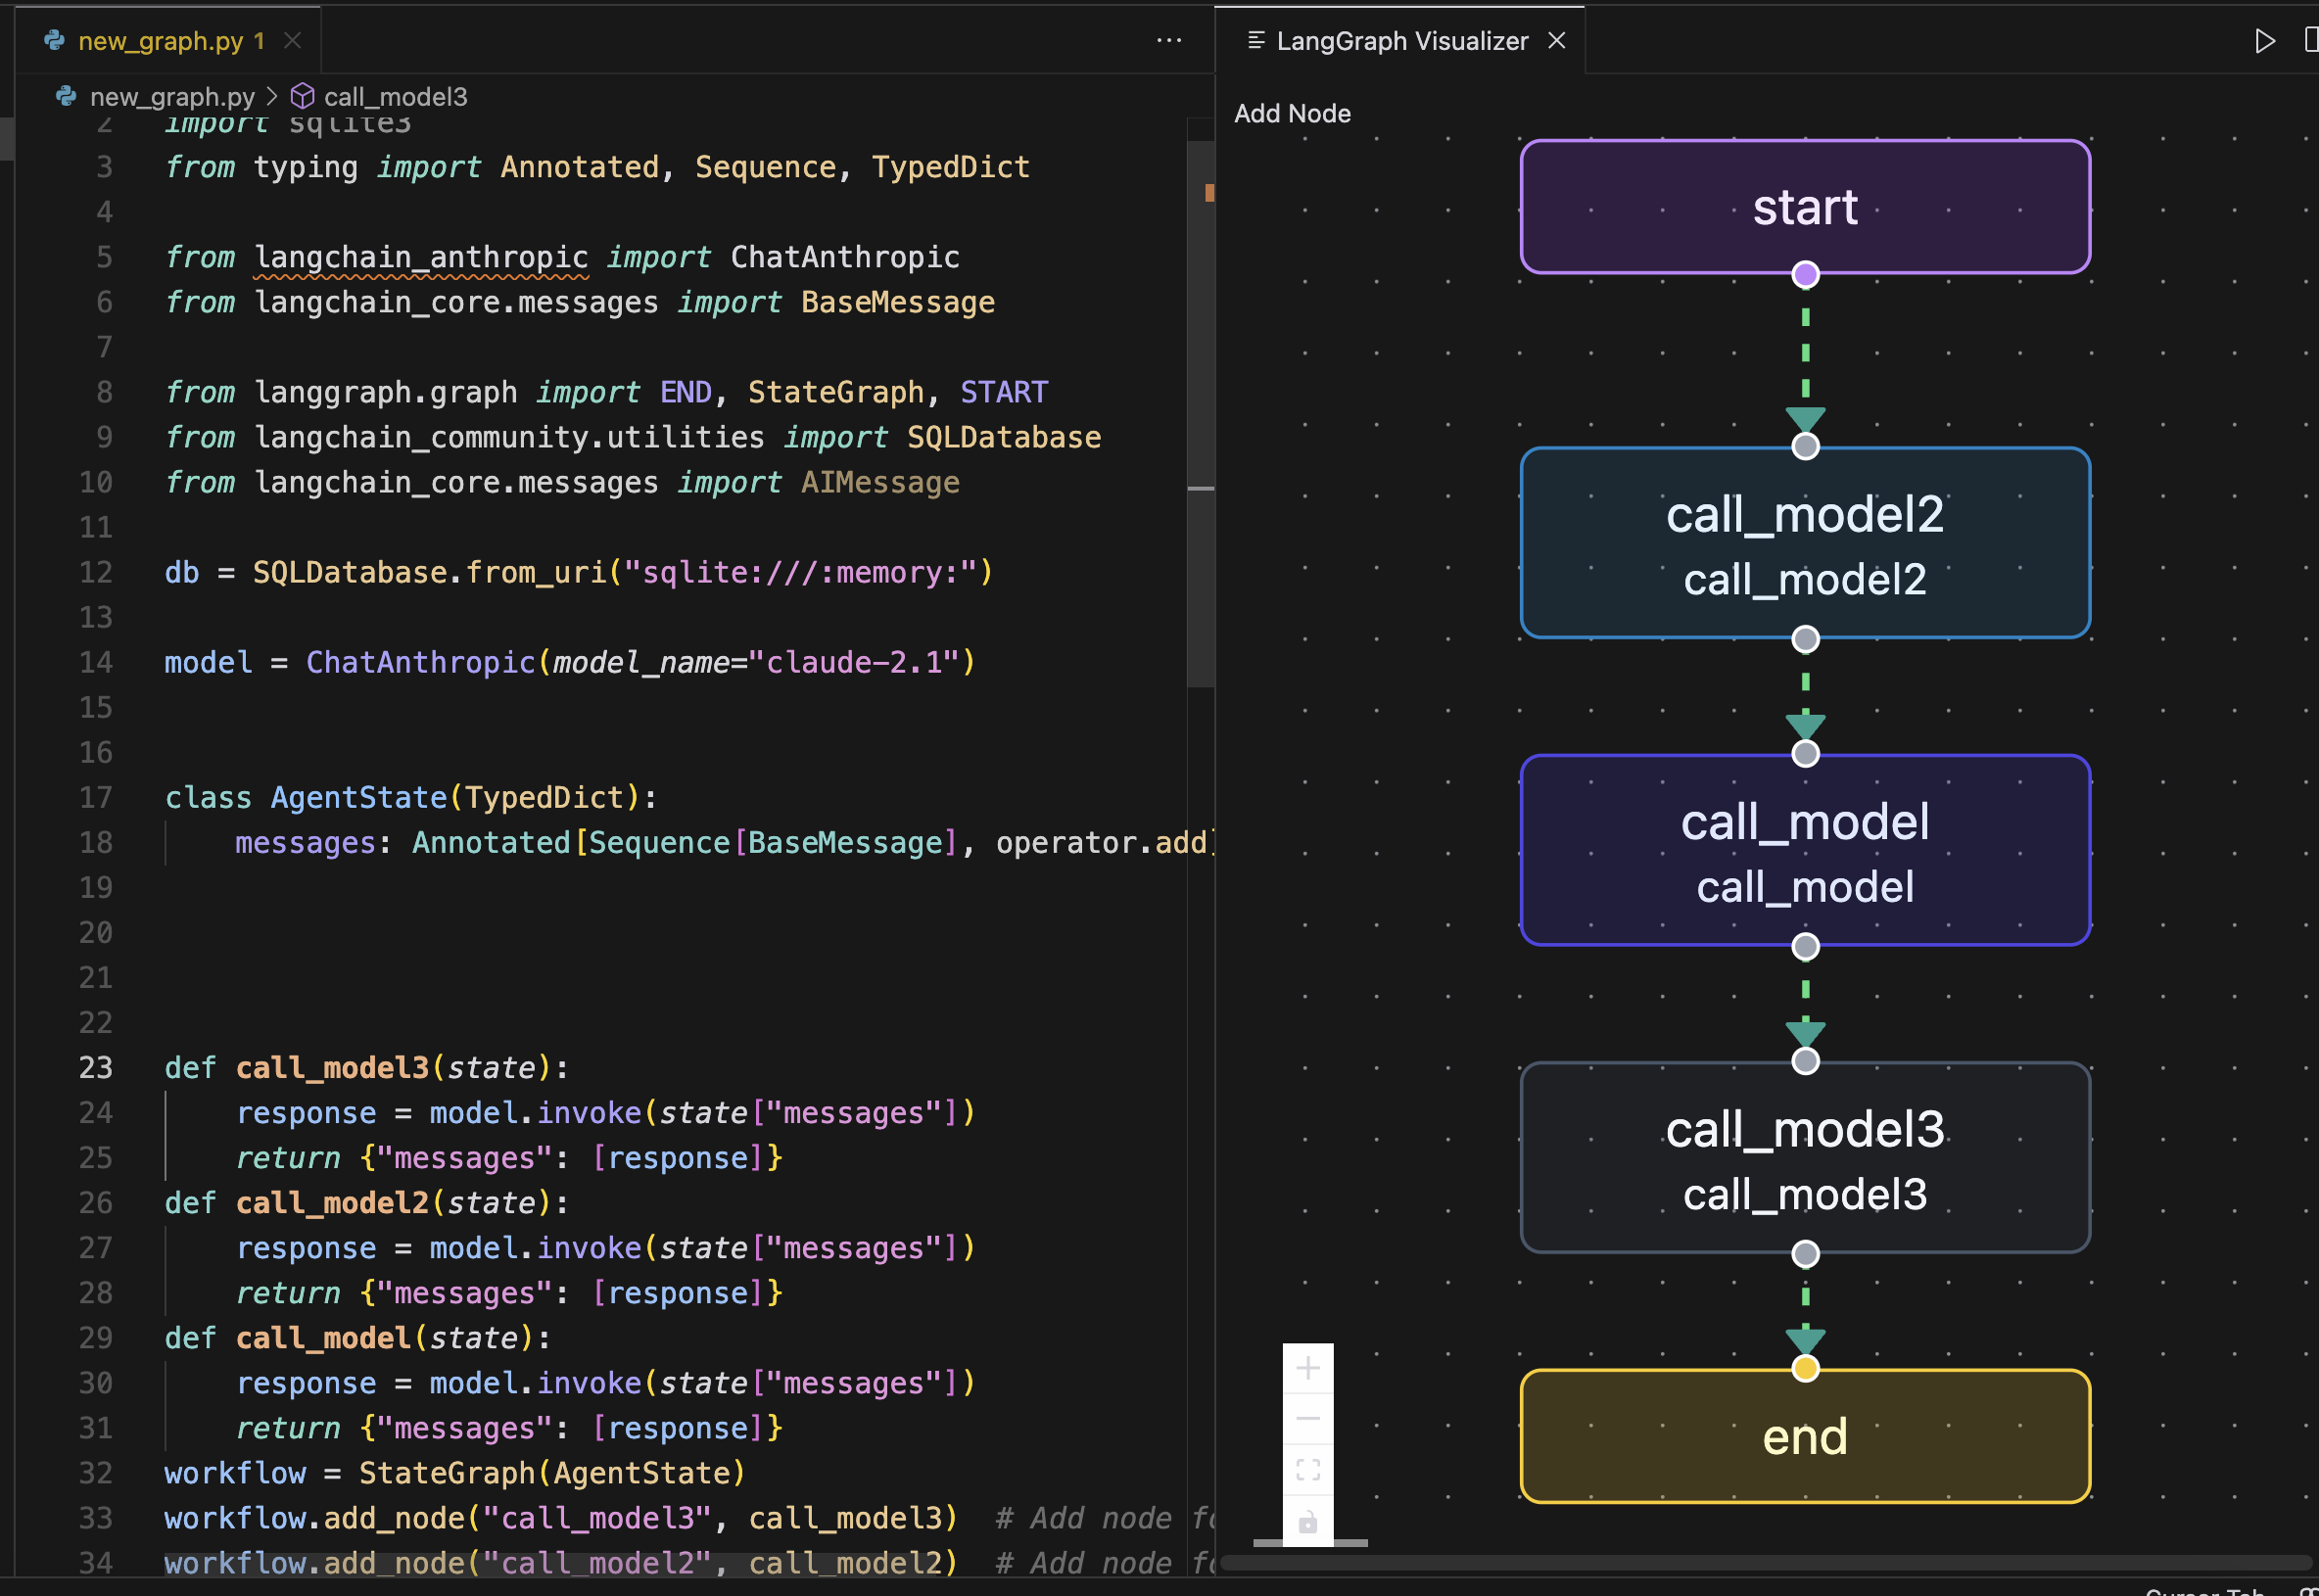 new_graph.py 1
new_graph.py > call_model3
2 import sqlite3
3 from typing import Annotated, Sequence, TypedDict
4
5 from langchain_anthropic import ChatAnthropic
6 from langchain_core.messages import BaseMessage
7
8 from langgraph.graph import END, StateGraph, START
9 from langchain_community.utilities import SQLDatabase
10 from langchain_core.messages import AIMessage
11
12 db = SQLDatabase.from_uri("sqlite:///:memory:")
13
14 model = ChatAnthropic(model_name="claude-2.1")
15
16
17 class AgentState(TypedDict):
18     messages: Annotated[Sequence[BaseMessage], operator.add]
19
20
21
22
23 def call_model3(state):
24     response = model.invoke(state["messages"])
25     return {"messages": [response]}
26 def call_model2(state):
27     response = model.invoke(state["messages"])
28     return {"messages": [response]}
29 def call_model(state):
30     response = model.invoke(state["messages"])
31     return {"messages": [response]}
32 workflow = StateGraph(AgentState)
33 workflow.add_node("call_model3", call_model3)  # Add node
34 workflow.add_node("call_model2", call_model2)  # Add node
LangGraph Visualizer
Add Node
start
call_model2
call_model2
call_model
call_model
call_model3
call_model3
end
Cursor Tab